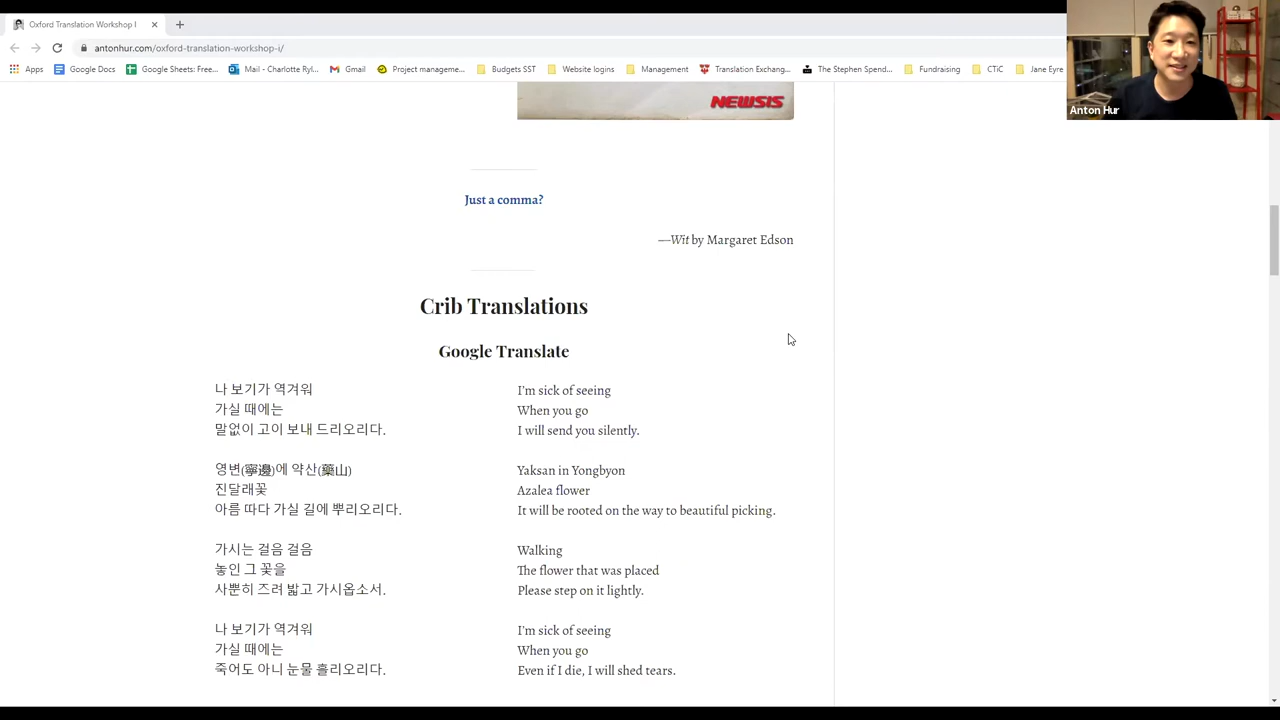 Oxford Translation Workshop I
antonhur.com/oxford-translation-workshop-i/
Apps Google Docs Google Sheets: Free... Mail - Charlotte Ryl... Gmail Project manageme... Budgets SST Website logins Management Translation Exchang... The Stephen Spend... Fundraising CTiC Jane Eyre
Anton Hur
NEWSIS
Just a comma?
—Wit by Margaret Edson
Crib Translations
Google Translate
나 보기가 역겨워
가실 때에는
말없이 고이 보내 드리오리다.
영변(寧邊)에 약산(藥山)
진달래꽃
아름 따다 가실 길에 뿌리오리다.
가시는 걸음 걸음
놓인 그 꽃을
사뿐히 즈려 밟고 가시옵소서.
나 보기가 역겨워
가실 때에는
죽어도 아니 눈물 흘리오리다.
I'm sick of seeing
When you go
I will send you silently.
Yaksan in Yongbyon
Azalea flower
It will be rooted on the way to beautiful picking.
Walking
The flower that was placed
Please step on it lightly.
I'm sick of seeing
When you go
Even if I die, I will shed tears.